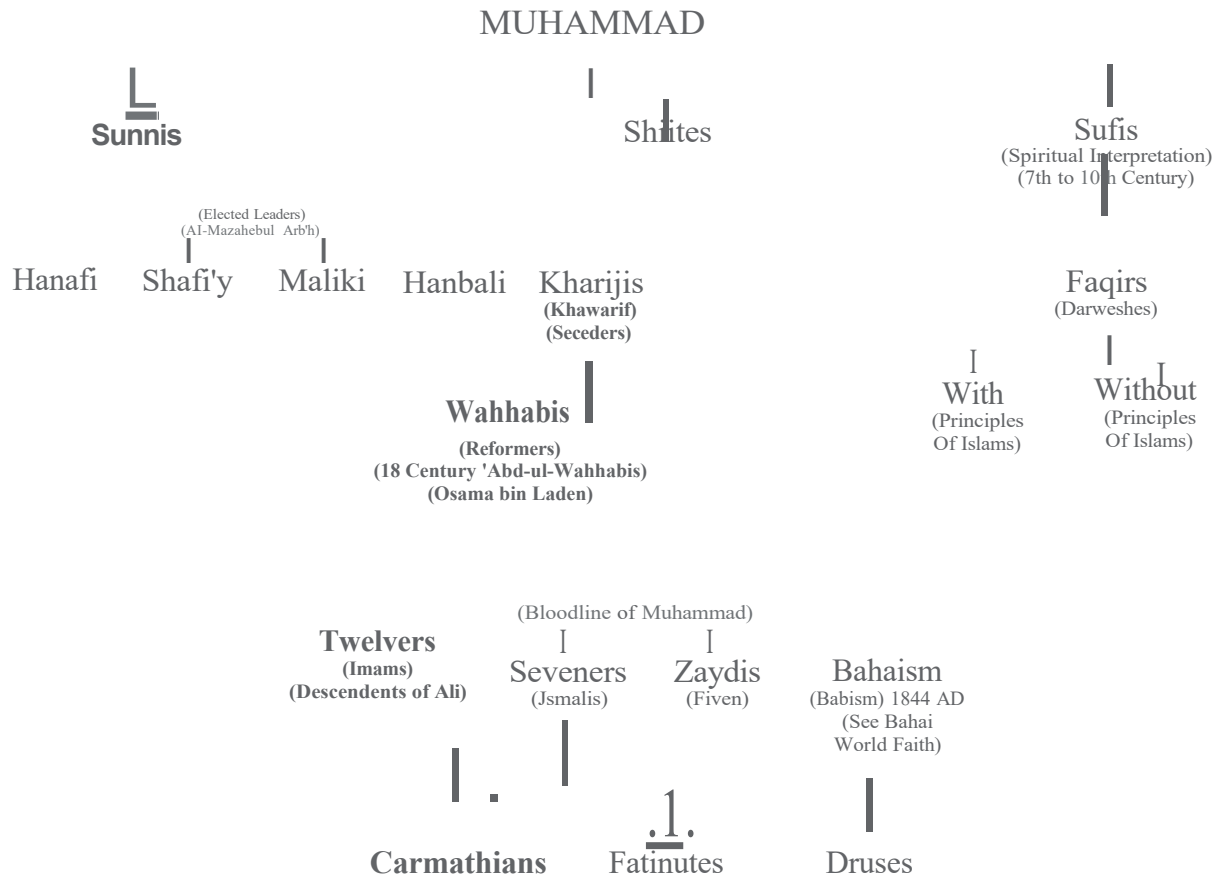 MUHAMMAD
Sunnis
Shiites
Sufis
(Spiritual Interpretation)
(7th to 10th Century)
(Elected Leaders)
(AI-Mazahebul Arb'h)
Hanafi
Shafi'y
Maliki
Hanbali
Kharijis
(Khawarif)
(Seceders)
Faqirs
(Darweshes)
With
(Principles
Of Islams)
Without
(Principles
Of Islams)
Wahhabis
(Reformers)
(18 Century 'Abd-ul-Wahhabis)
(Osama bin Laden)
(Bloodline of Muhammad)
Twelvers
(Imams)
(Descendents of Ali)
Seveners
(Jsmalis)
Zaydis
(Fiven)
Bahaism
(Babism) 1844 AD
(See Bahai
World Faith)
.1.
Carmathians
Fatinutes
Druses